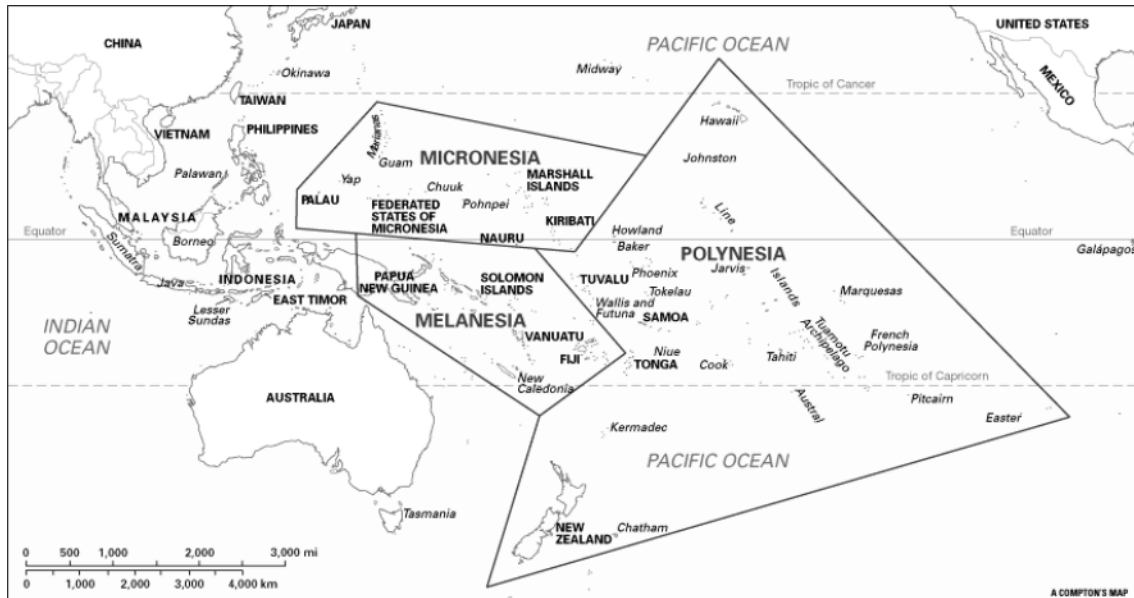 JAPAN
UNITED STATES
CHINA
PACIFIC OCEAN
MEXICO
Okinawa
Midway
Tropic of Cancer
TAIWAN
Hawaii
VIETNAM
PHILIPPINES
Marianas
MICRONESIA
Guam
Johnston
Palawan
Yap
Chuuk
MARSHALL
ISLANDS
PALAU
FEDERATED
STATES OF
MICRONESIA
Pohnpei
Line
MALAYSIA
KIRIBATI
Equator
Howland
Equator
Borneo
NAURU
Baker
POLYNESIA
Galápagos
Sumatra
Java
INDONESIA
PAPUA
NEW GUINEA
SOLOMON
ISLANDS
TUVALU
Phoenix
Jarvis
Islands
Tokelau
Marquesas
Lesser
Sundas
EAST TIMOR
Wallis and
Futuna
SAMOA
MELANESIA
INDIAN
OCEAN
VANUATU
Tuamotu
Archipelago
French
Polynesia
FIJI
Niue
TONGA
Cook
Tahiti
New
Caledonia
Tropic of Capricorn
AUSTRALIA
Austral
Pitcairn
Easter
Kermadec
PACIFIC OCEAN
Tasmania
NEW
ZEALAND
Chatham
0 500 1,000 2,000 3,000 mi
0 1,000 2,000 3,000 4,000 km
A COMPTON'S MAP